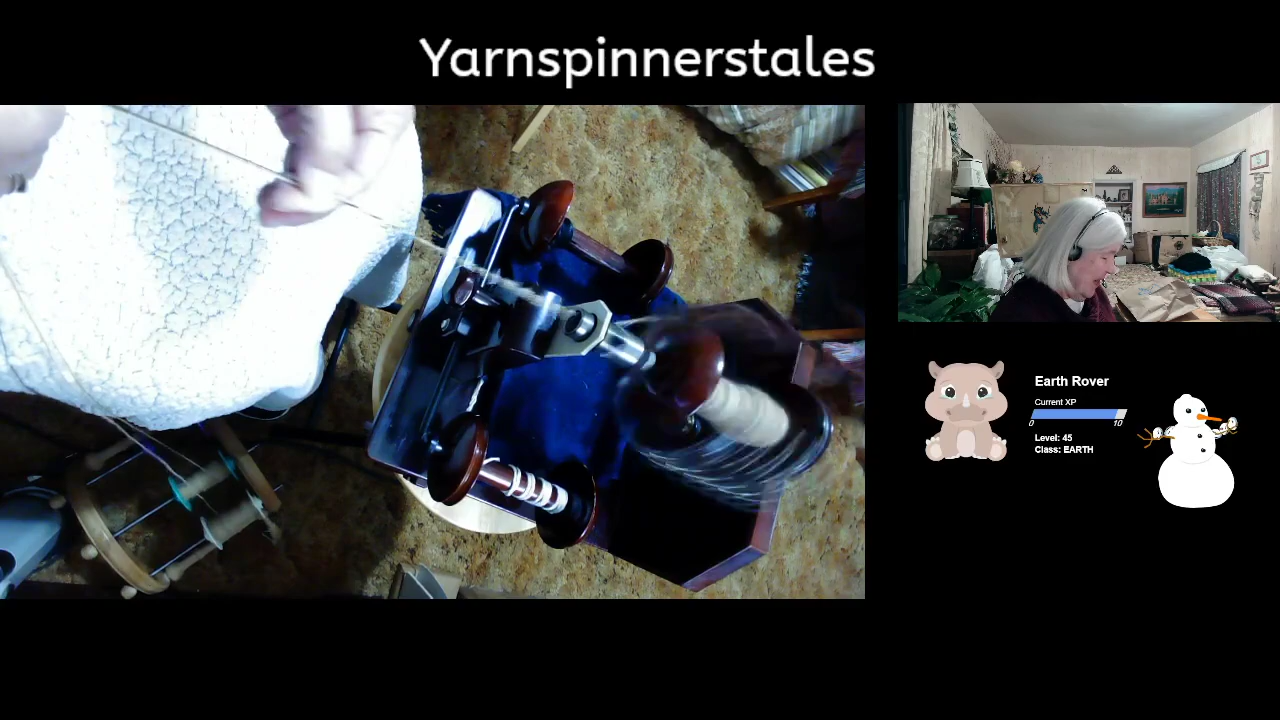 Yarnspinnerstales
Earth Rover
Current XP
0 10
Level: 45
Class: EARTH